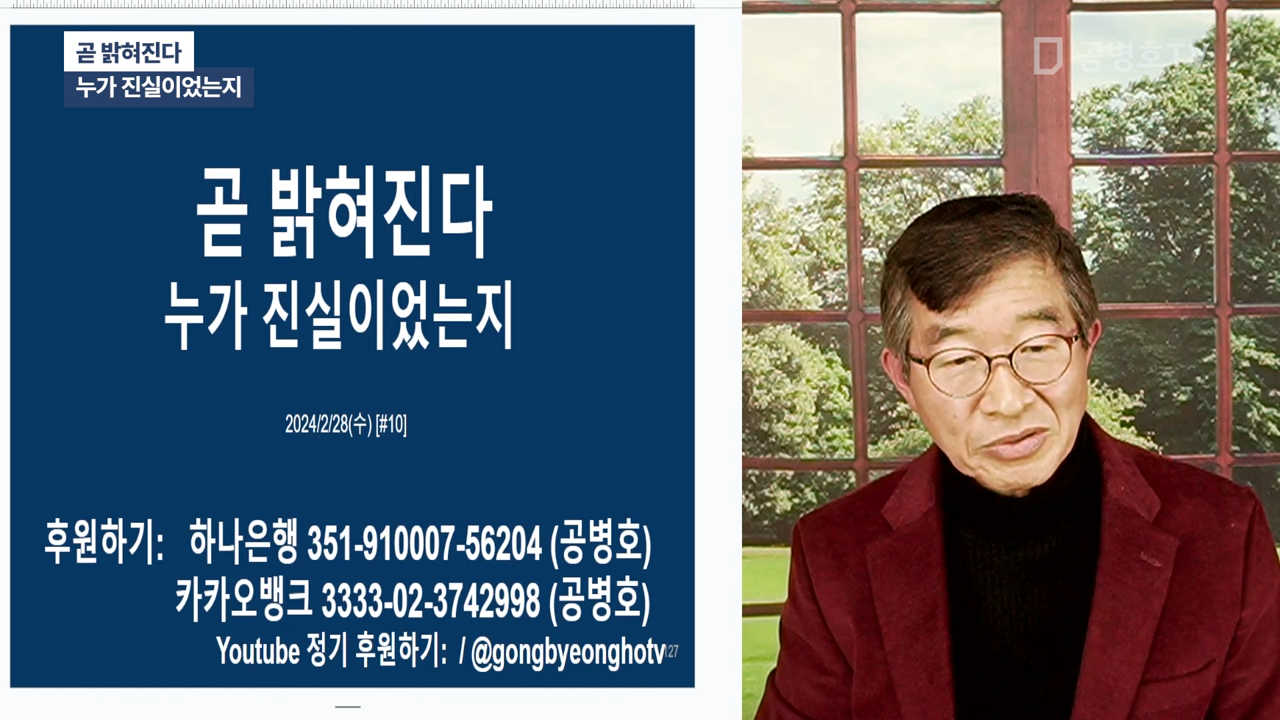 곧 밝혀진다
누가 진실이었는지
곧 밝혀진다
누가 진실이었는지
2024/2/28(수) [#10]
후원하기: 하나은행 351-910007-56204 (공병호)
카카오뱅크 3333-02-3742998 (공병호)
Youtube 정기 후원하기: / @gongbyeonghotv
127
공병호TV